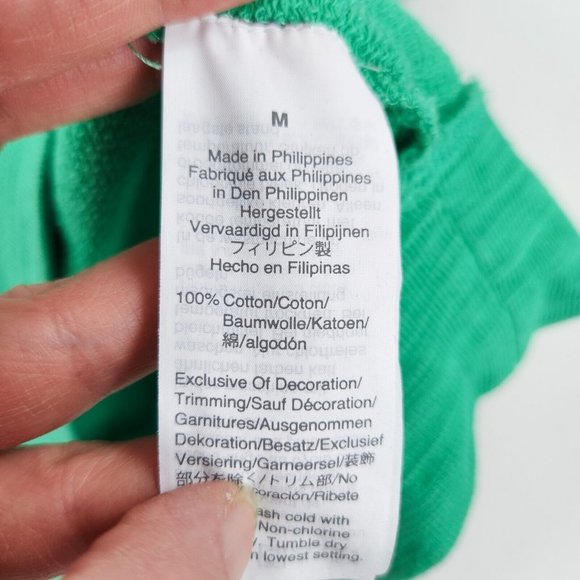 M
Made in Philippines
Fabriqué aux Philippines
in Den Philippinen
Hergestellt
Vervaardigd in Filipijnen
フィリピン製
Hecho en Filipinas
100% Cotton/Coton/
Baumwolle/Katoen/
綿/algodón
Exclusive Of Decoration/
Trimming/Sauf Décoration/
Garnitures/Ausgenommen
Dekoration/Besatz/Exclusief
Versiering/Garneersel/装飾
部分を除く/トリム部/No
/Ribete
cold with
Non-chlorine
Tumble dry
lowest setting.